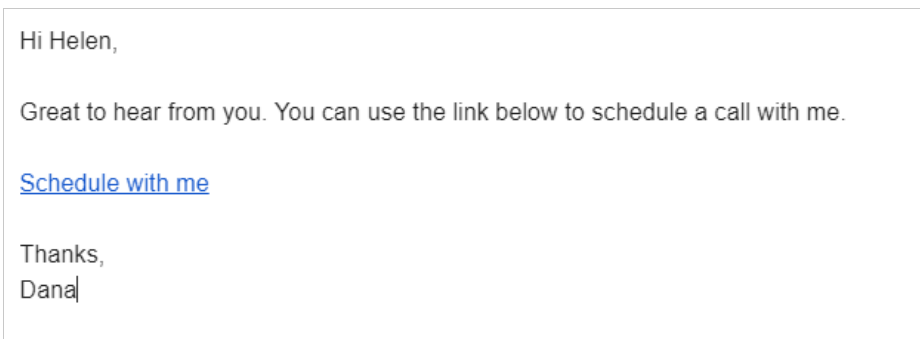 Hi Helen,
Great to hear from you. You can use the link below to schedule a call with me.
Schedule with me
Thanks,
Dana